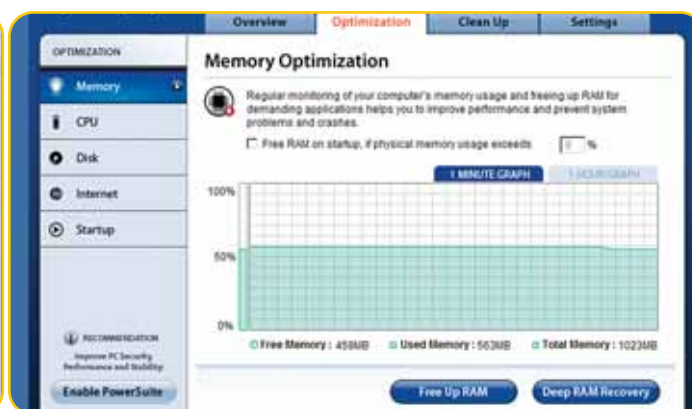 Overview
Optimization
Clean Up
Settings
OPTIMIZATION
Memory
CPU
Disk
Internet
Startup
RECOMMENDATION
Improve PC Security
Performance and Stability
Enable PowerSuite
Memory Optimization
Regular monitoring of your computer's memory usage and freeing up RAM for
demanding applications helps you to improve performance and prevent system
problems and crashes.
Free RAM on startup, if physical memory usage exceeds %
1 MINUTE GRAPH
1 HOUR GRAPH
100%
50%
0%
Free Memory : 459MB
Used Memory : 563MB
Total Memory : 1023MB
Free Up RAM
Deep RAM Recovery